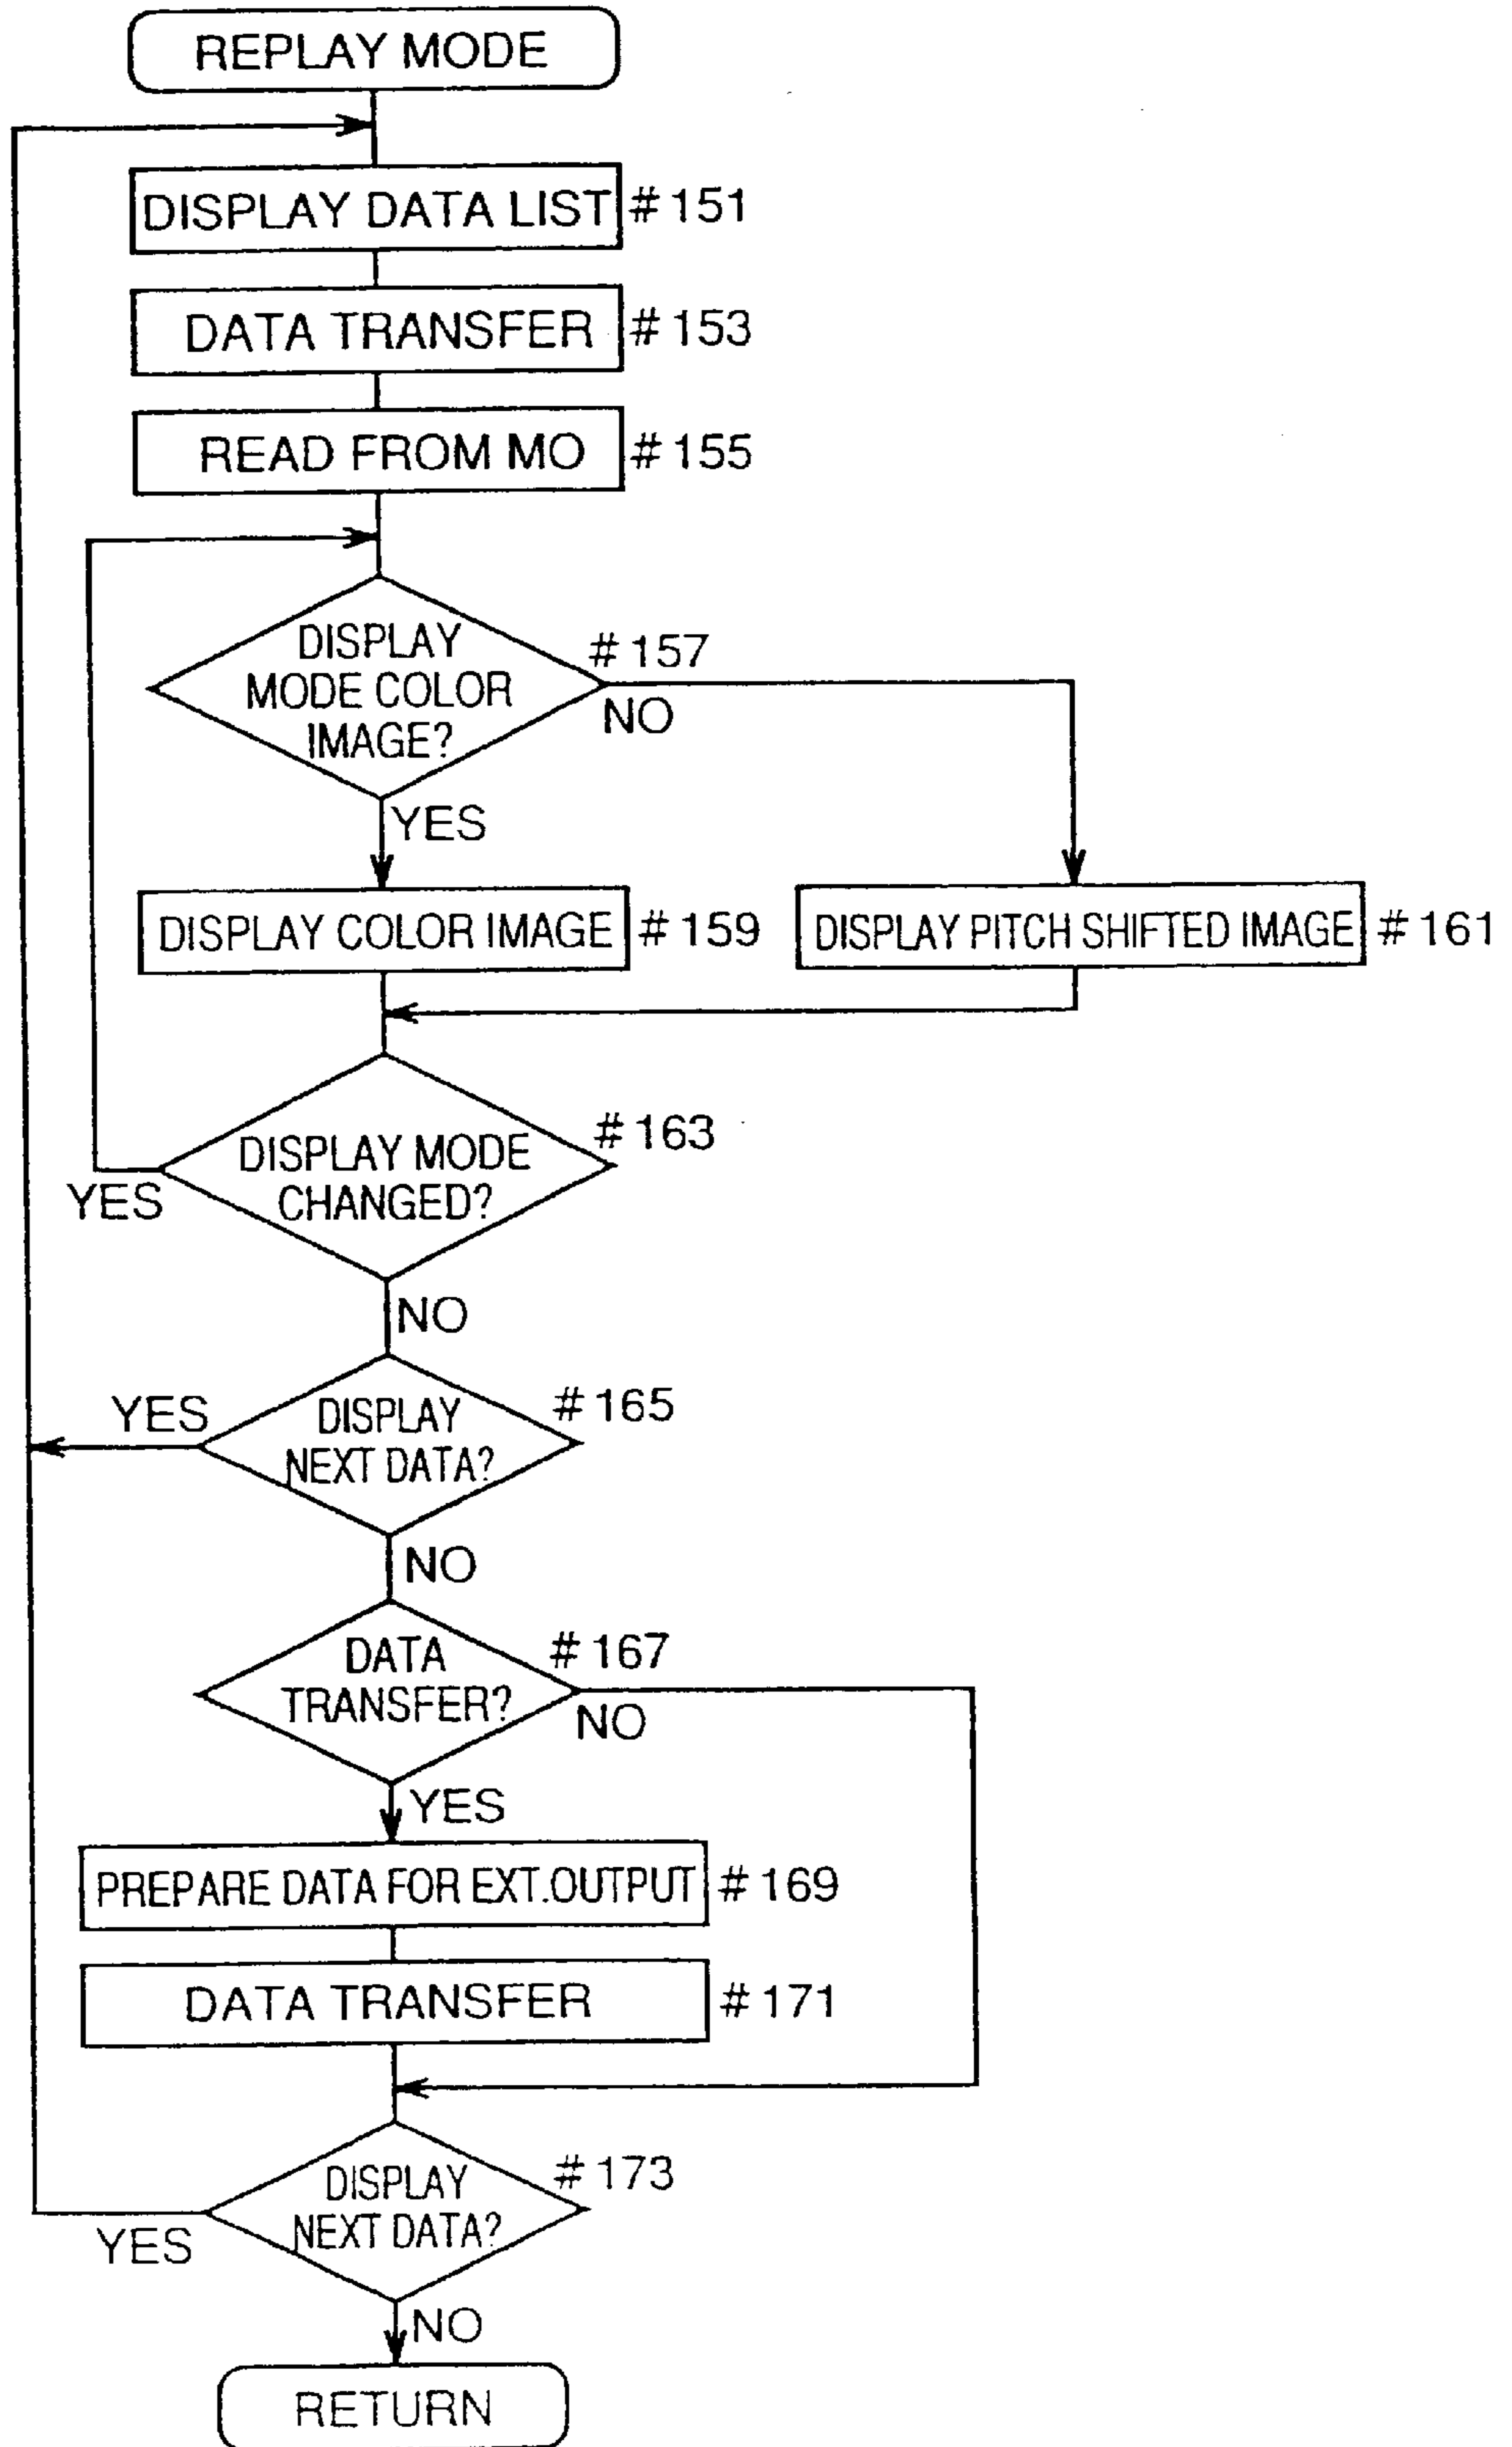 REPLAY MODE
DISPLAY DATA LIST # 151
DATA TRANSFER # 153
READ FROM MO # 155
DISPLAY
MODE COLOR
IMAGE?
# 157
NO
YES
DISPLAY COLOR IMAGE # 159
DISPLAY PITCH SHIFTED IMAGE # 161
DISPLAY MODE
CHANGED?
# 163
YES
NO
DISPLAY
NEXT DATA?
# 165
YES
NO
DATA
TRANSFER?
# 167
NO
YES
PREPARE DATA FOR EXT.OUTPUT # 169
DATA TRANSFER # 171
DISPLAY
NEXT DATA?
# 173
YES
NO
RETURN